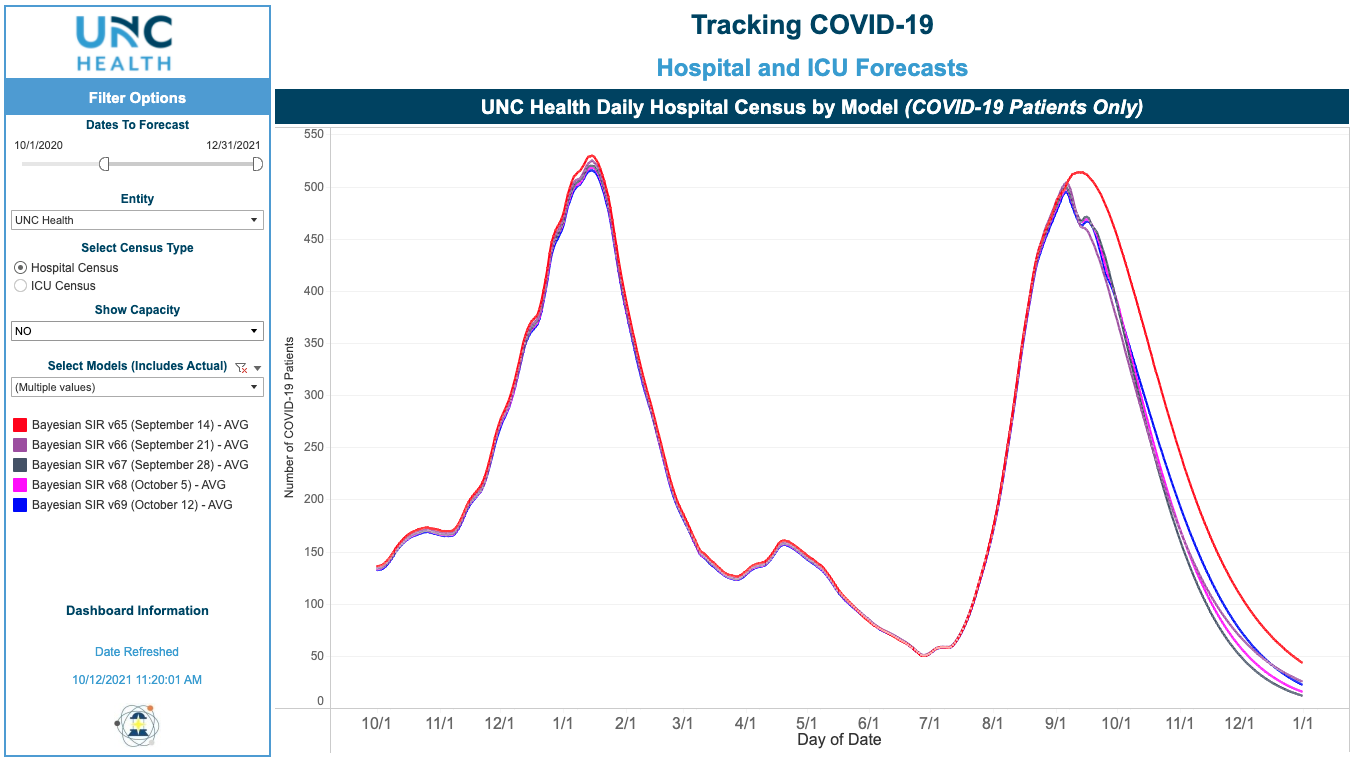 UNC
HEALTH
Filter Options
Dates To Forecast
10/1/2020 12/31/2021
Entity
UNC Health
Select Census Type
Hospital Census
ICU Census
Show Capacity
NO
Select Models (Includes Actual)
(Multiple values)
Bayesian SIR v65 (September 14) - AVG
Bayesian SIR v66 (September 21) - AVG
Bayesian SIR v67 (September 28) - AVG
Bayesian SIR v68 (October 5) - AVG
Bayesian SIR v69 (October 12) - AVG
Dashboard Information
Date Refreshed
10/12/2021 11:20:01 AM
Tracking COVID-19
Hospital and ICU Forecasts
UNC Health Daily Hospital Census by Model (COVID-19 Patients Only)
Number of COVID-19 Patients
550
500
450
400
350
300
250
200
150
100
50
0
10/1 11/1 12/1 1/1 2/1 3/1 4/1 5/1 6/1 7/1 8/1 9/1 10/1 11/1 12/1 1/1
Day of Date